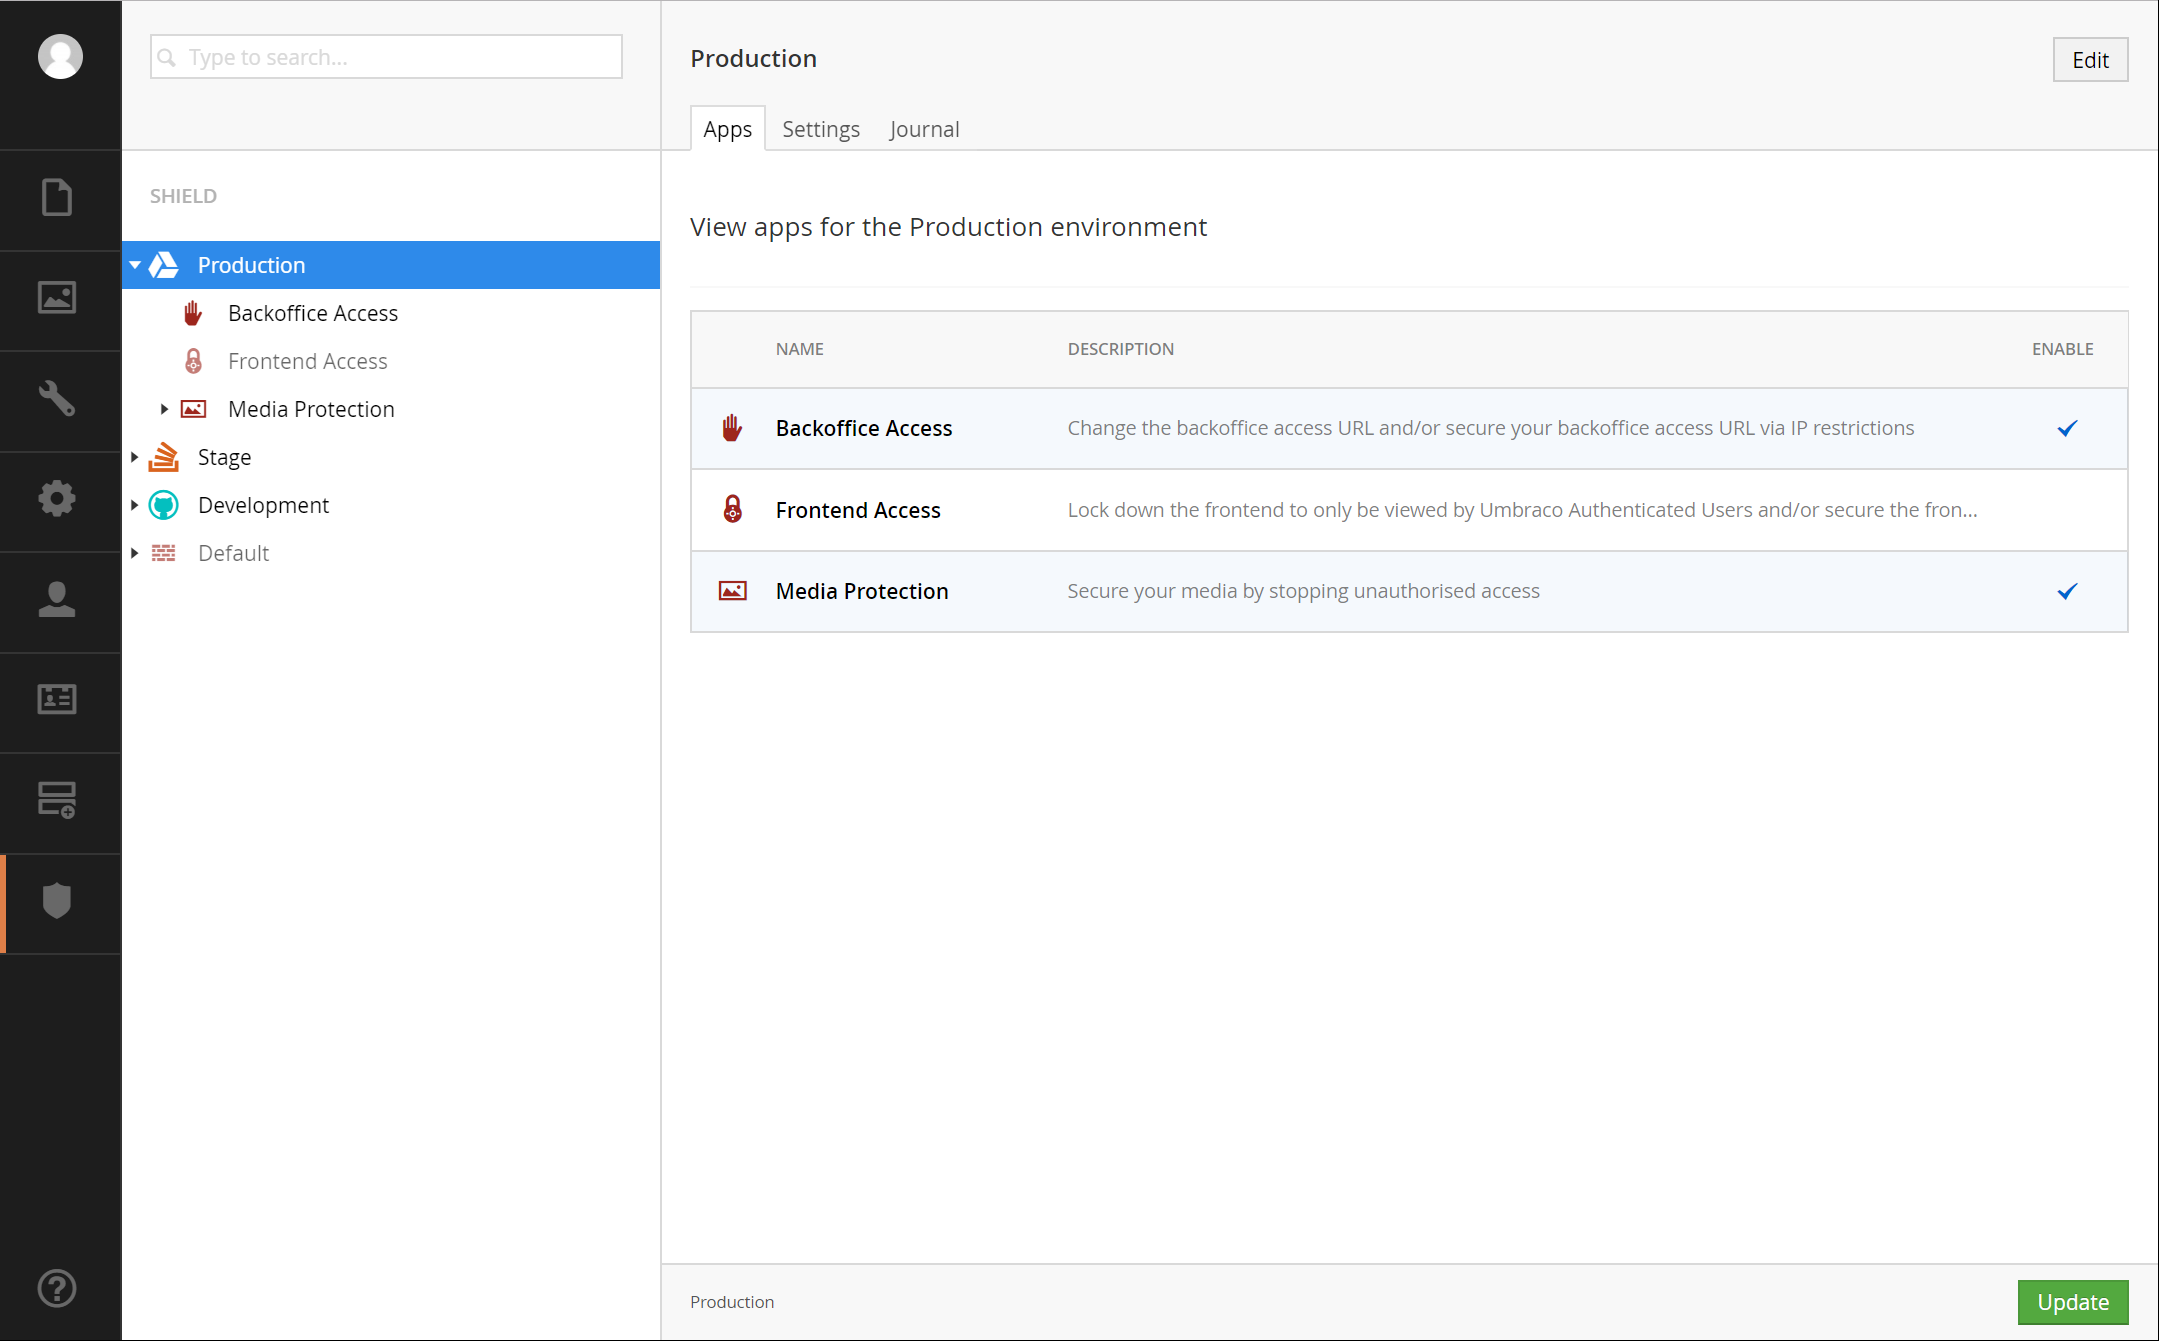 Type to search...
Production
Edit
Apps
Settings
Journal
SHIELD
Production
Backoffice Access
Frontend Access
Media Protection
Stage
Development
Default
View apps for the Production environment
NAME DESCRIPTION ENABLE
Backoffice Access Change the backoffice access URL and/or secure your backoffice access URL via IP restrictions
Frontend Access Lock down the frontend to only be viewed by Umbraco Authenticated Users and/or secure the fron...
Media Protection Secure your media by stopping unauthorised access
Production
Update